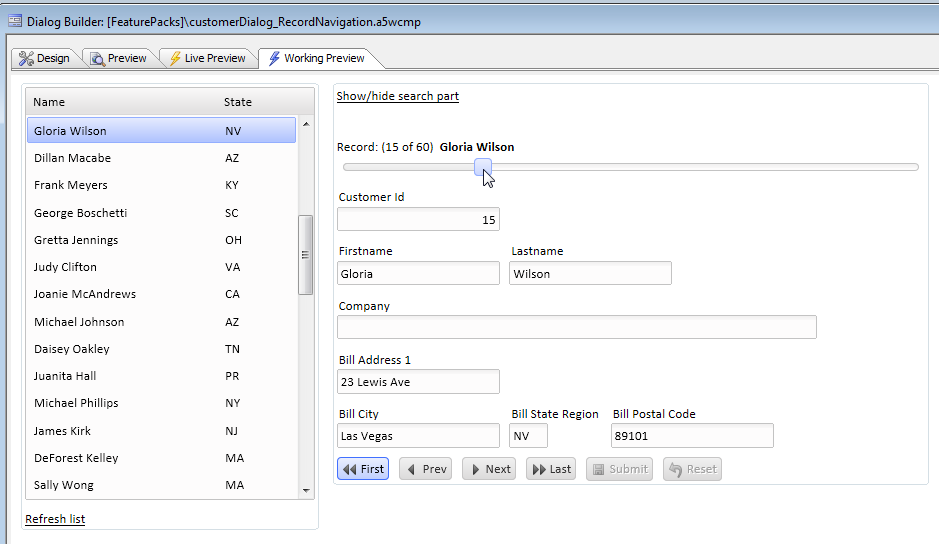 Dialog Builder: [FeaturePacks]\customerDialog_RecordNavigation.a5wcmp
Design Preview Live Preview Working Preview
Name State
Gloria Wilson NV
Dillan Macabe AZ
Frank Meyers KY
George Boschetti SC
Gretta Jennings OH
Judy Clifton VA
Joanie McAndrews CA
Michael Johnson AZ
Daisey Oakley TN
Juanita Hall PR
Michael Phillips NY
James Kirk NJ
DeForest Kelley MA
Sally Wong MA
Refresh list
Show/hide search part
Record: (15 of 60) Gloria Wilson
Customer Id
15
Firstname Lastname
Gloria Wilson
Company
Bill Address 1
23 Lewis Ave
Bill City Bill State Region Bill Postal Code
Las Vegas NV 89101
First Prev Next Last Submit Reset